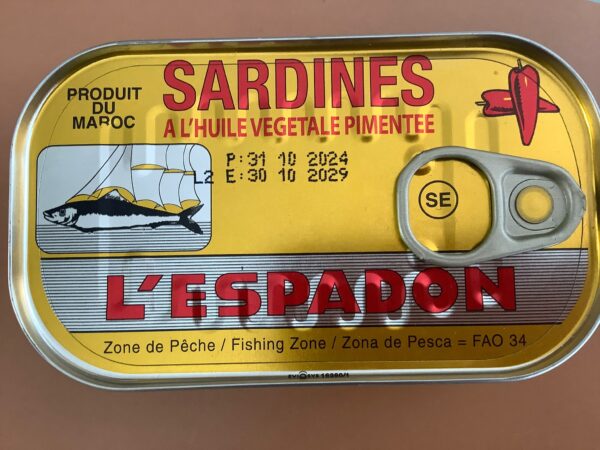 SARDINES
A L'HUILE VEGETALE PIMENTEE
PRODUIT
DU
MAROC
P:31 10 2024
L2 E:30 10 2029
SE
L'ESPADON
Zone de Pêche / Fishing Zone / Zona de Pesca = FAO 34